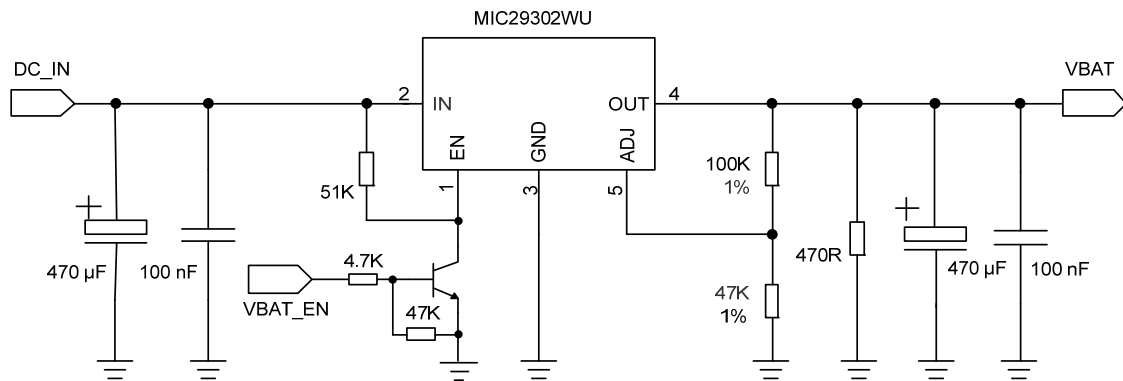 MIC29302WU
DC_IN
VBAT
2
IN
OUT
4
EN
GND
ADJ
1
3
5
51K
100K
1%
470R
470 µF
100 nF
4.7K
VBAT_EN
47K
47K
1%
470 µF
100 nF